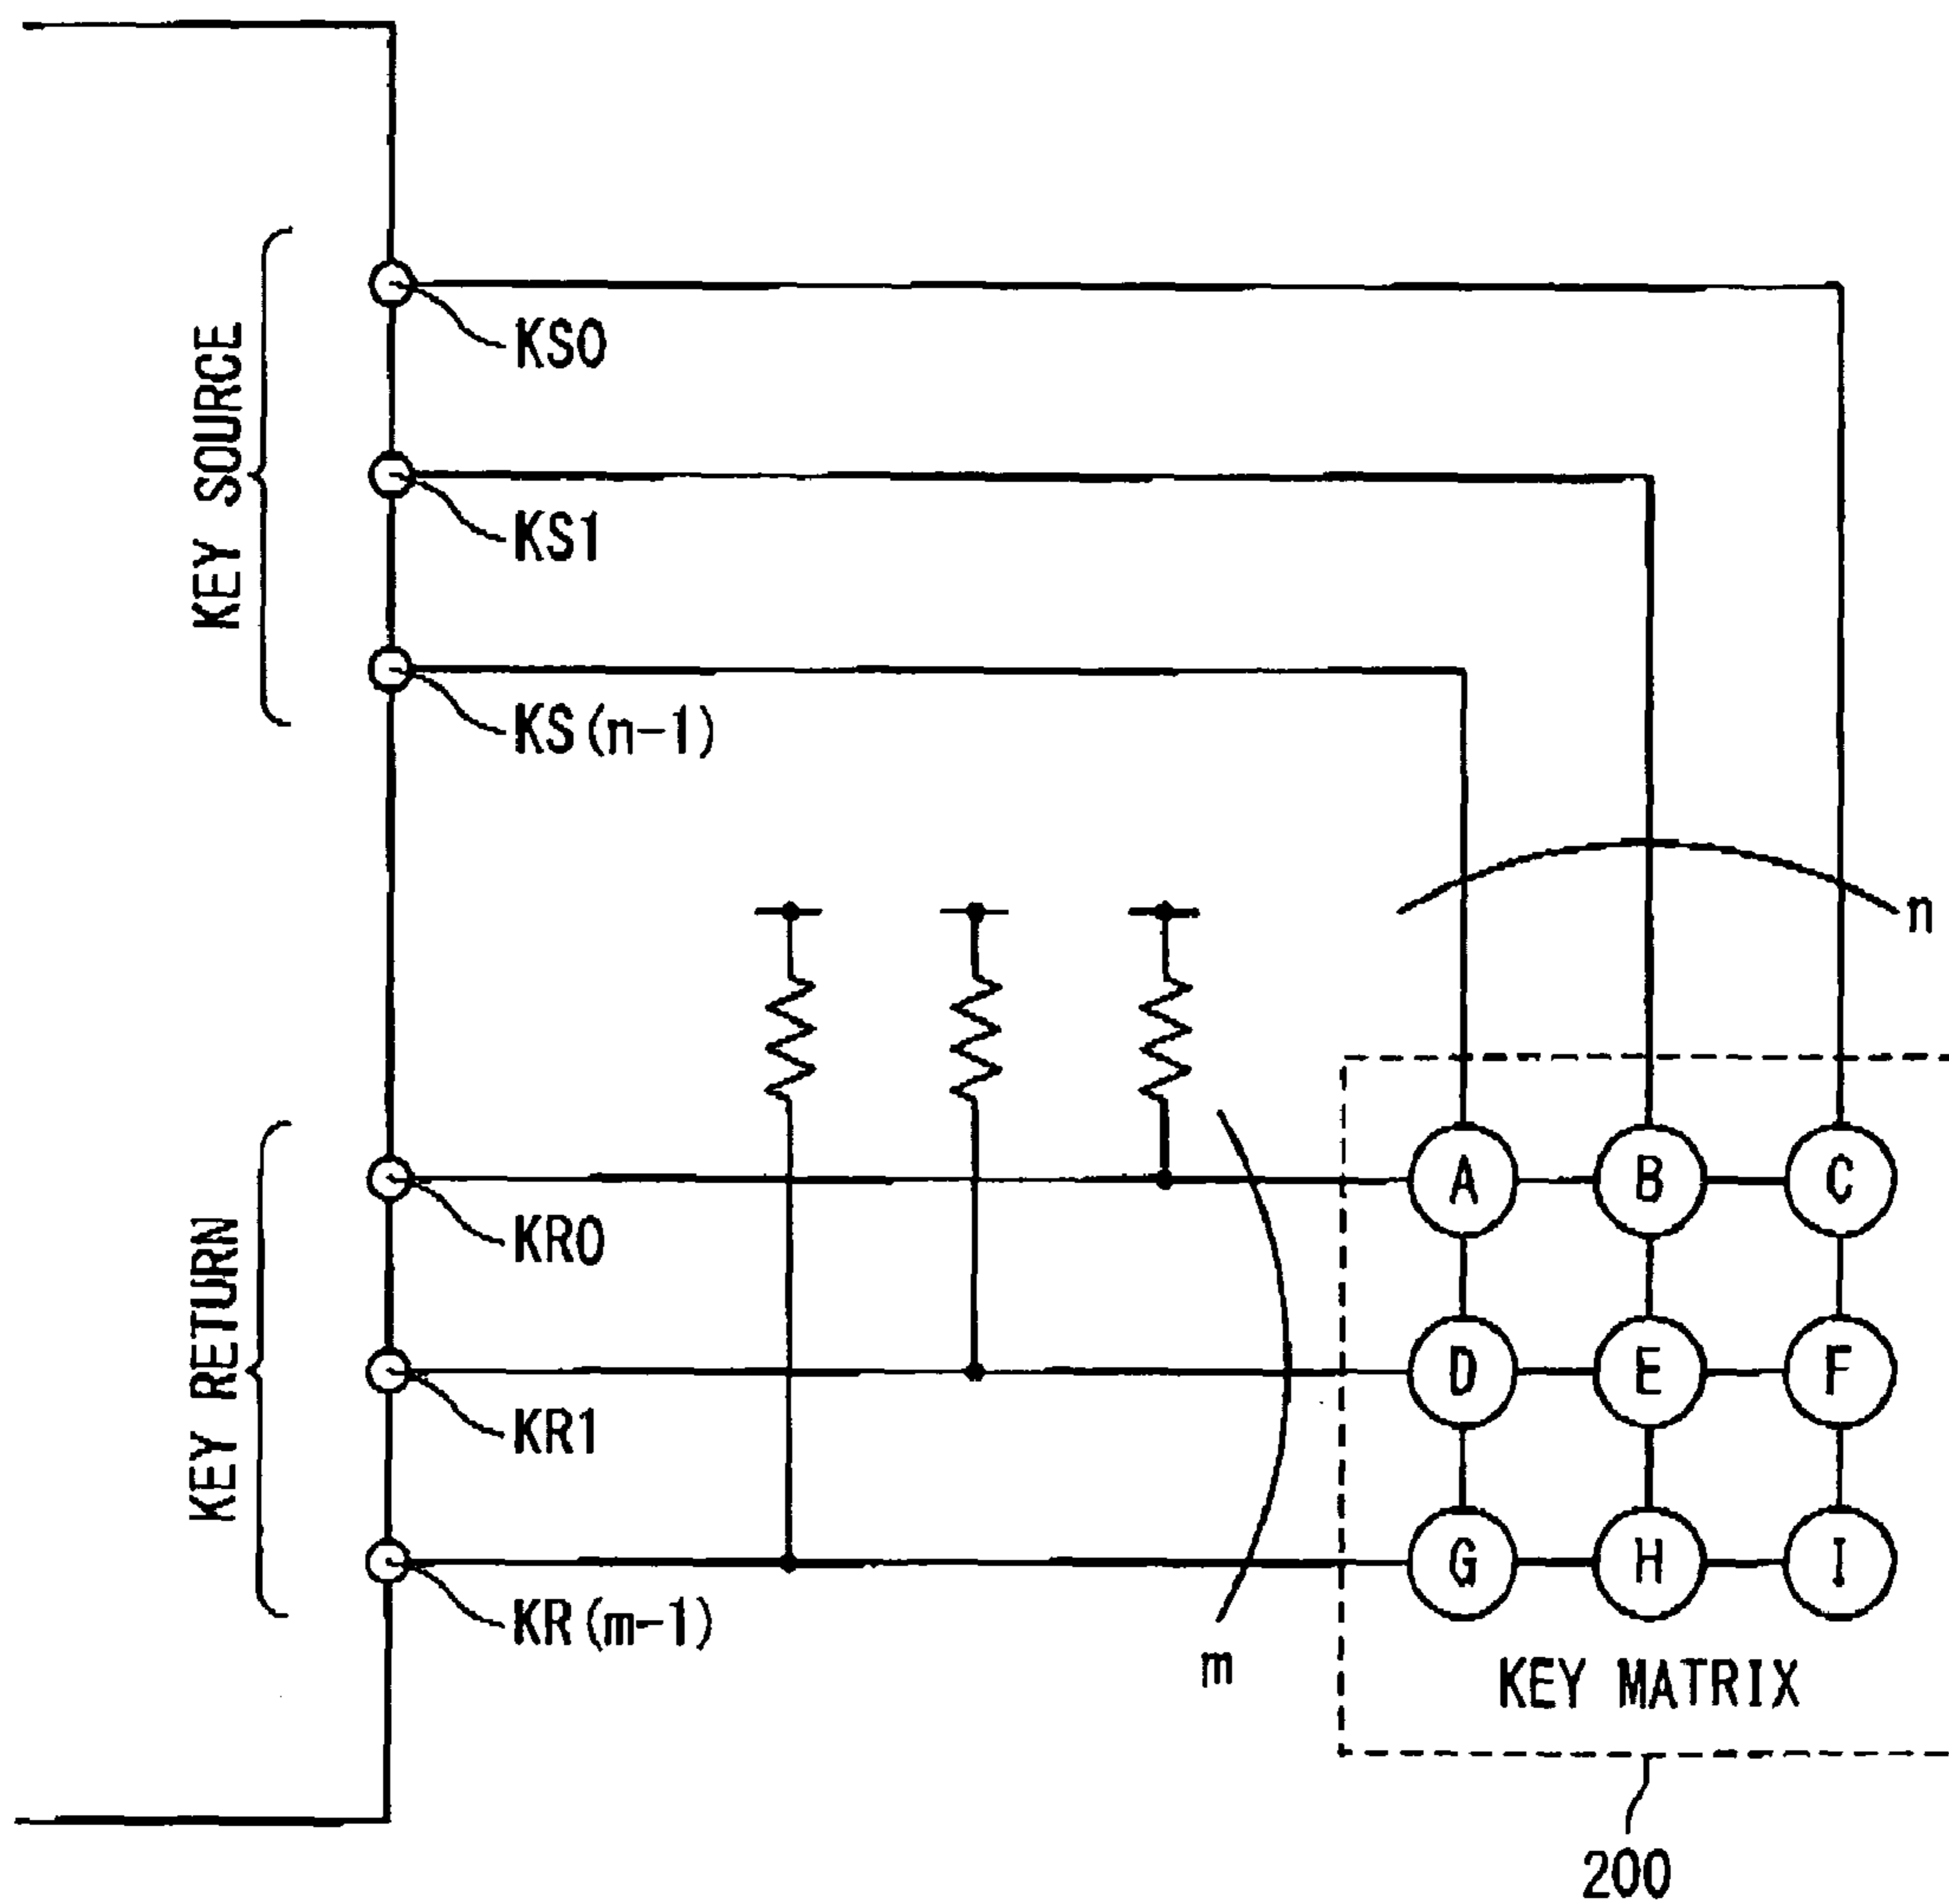 KEY SOURCE
KS0
KS1
KS(n-1)
n
KEY RETURN
KR0
KR1
KR(m-1)
m
A B C
D E F
G H I
KEY MATRIX
200